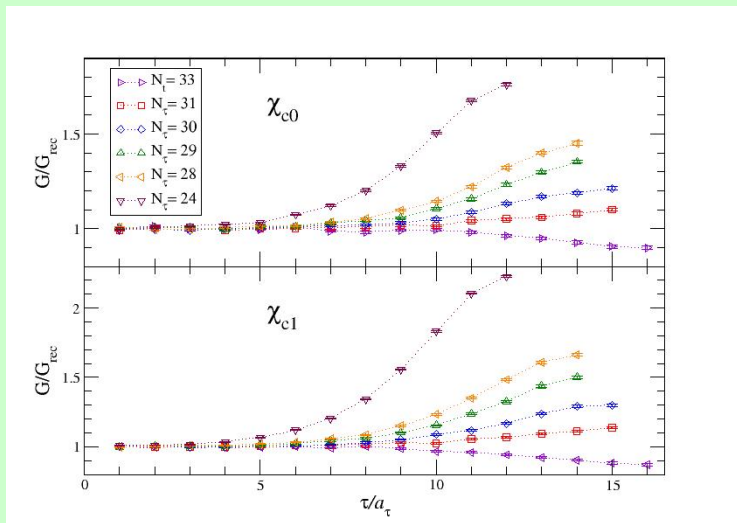 G/G_rec
1.5
1
N_t = 33
N_τ = 31
N_τ = 30
N_τ = 29
N_τ = 28
N_τ = 24
χ_c0
G/G_rec
2
1.5
1
χ_c1
0 5 10 15
τ/a_τ